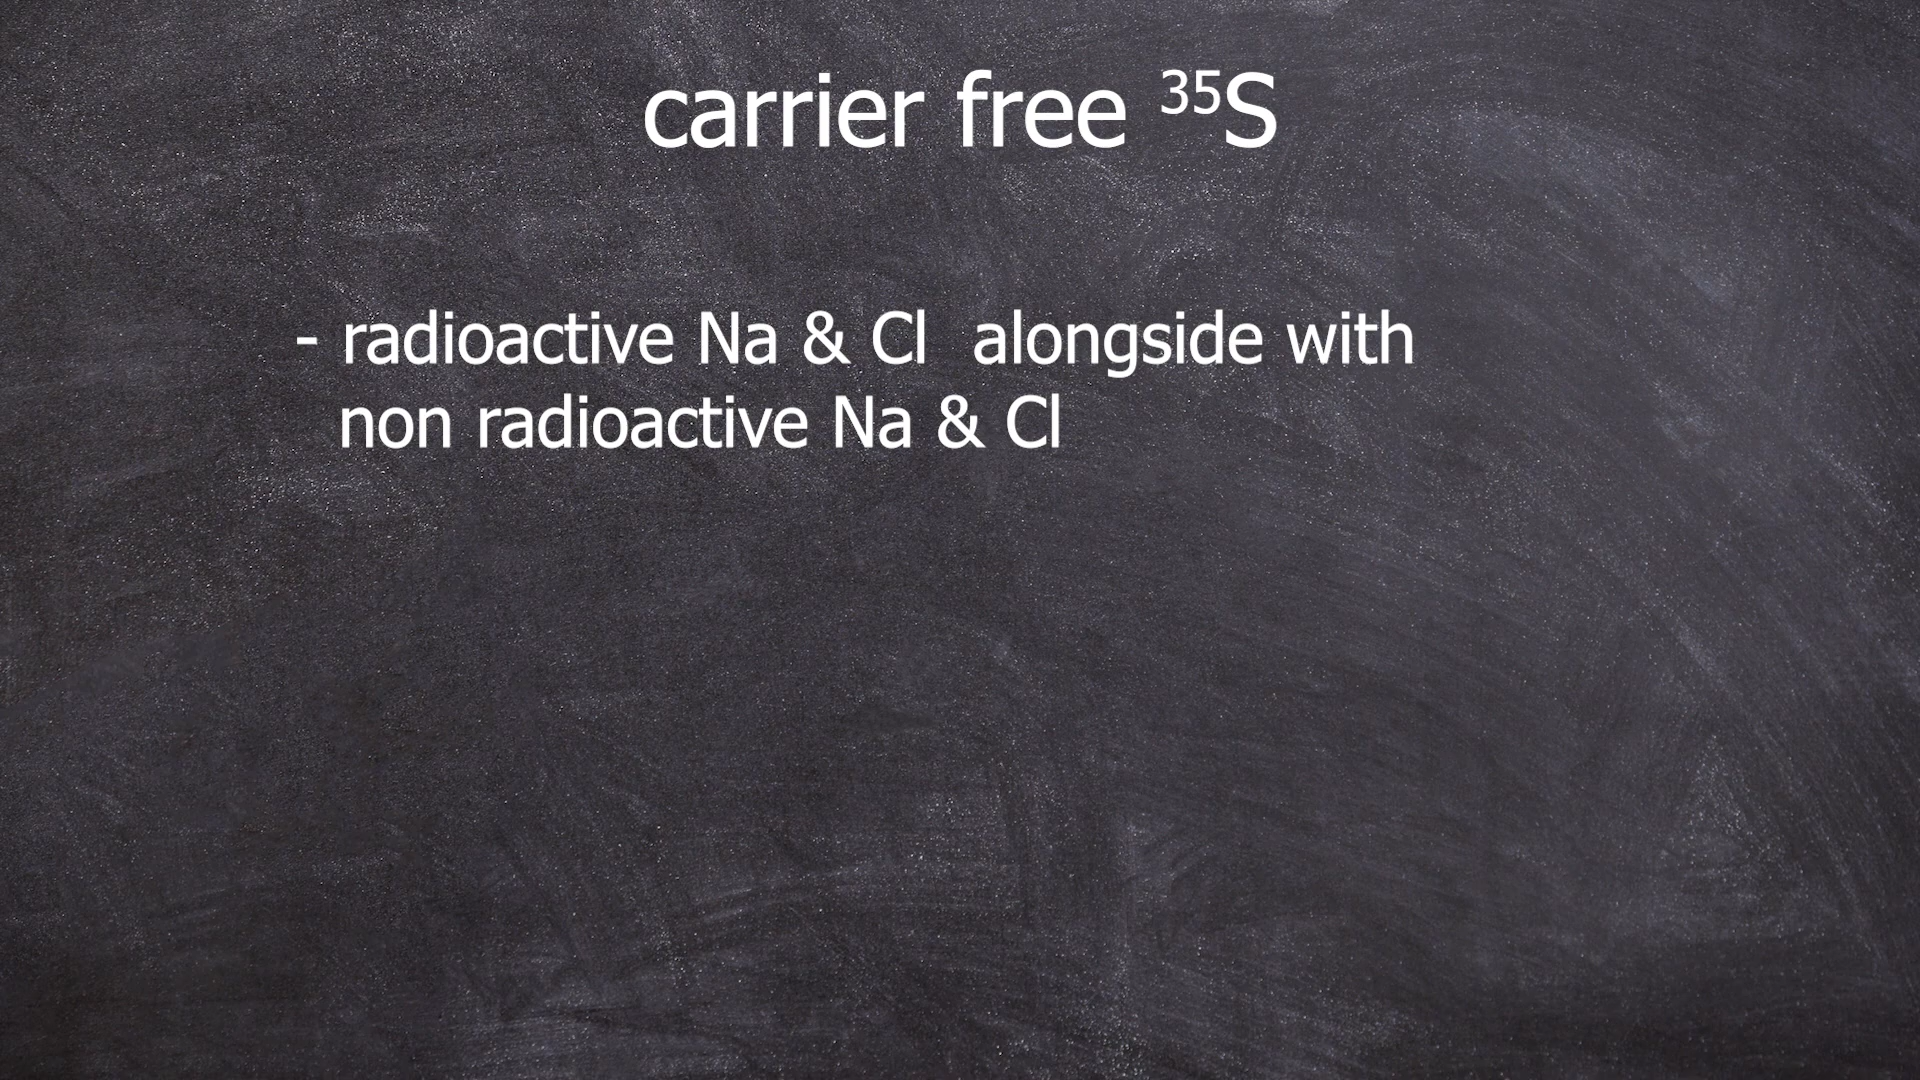 carrier free ³⁵S
- radioactive Na & Cl  alongside with
non radioactive Na & Cl